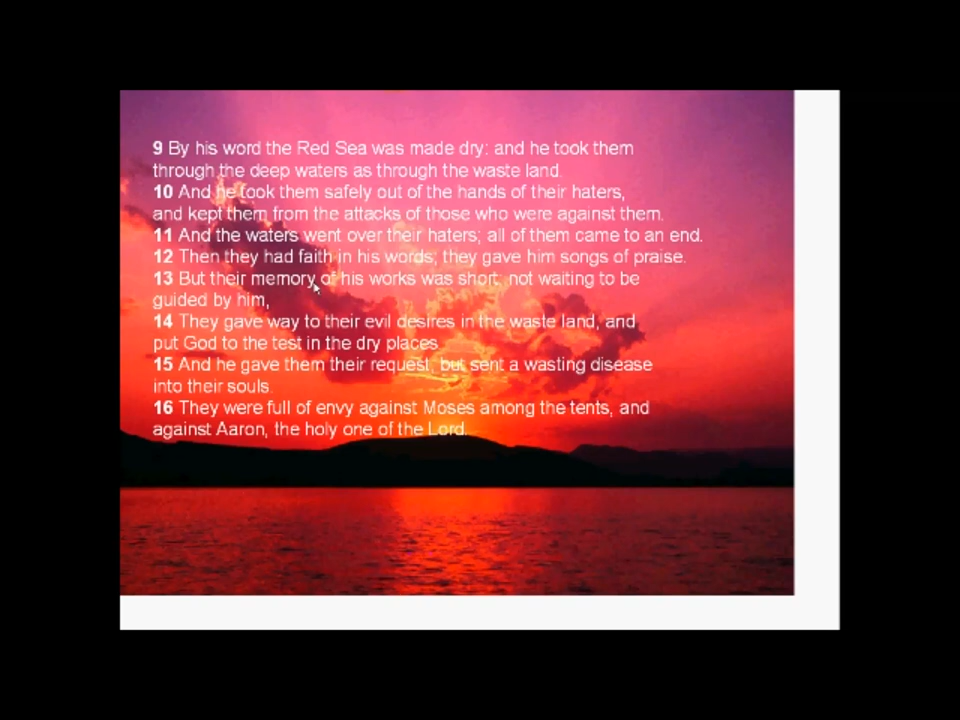 9 By his word the Red Sea was made dry: and he took them
through the deep waters as through the waste land.
10 And he took them safely out of the hands of their haters,
and kept them from the attacks of those who were against them.
11 And the waters went over their haters; all of them came to an end.
12 Then they had faith in his words; they gave him songs of praise.
13 But their memory of his works was short; not waiting to be
guided by him,
14 They gave way to their evil desires in the waste land, and
put God to the test in the dry places.
15 And he gave them their request, but sent a wasting disease
into their souls.
16 They were full of envy against Moses among the tents, and
against Aaron, the holy one of the Lord.